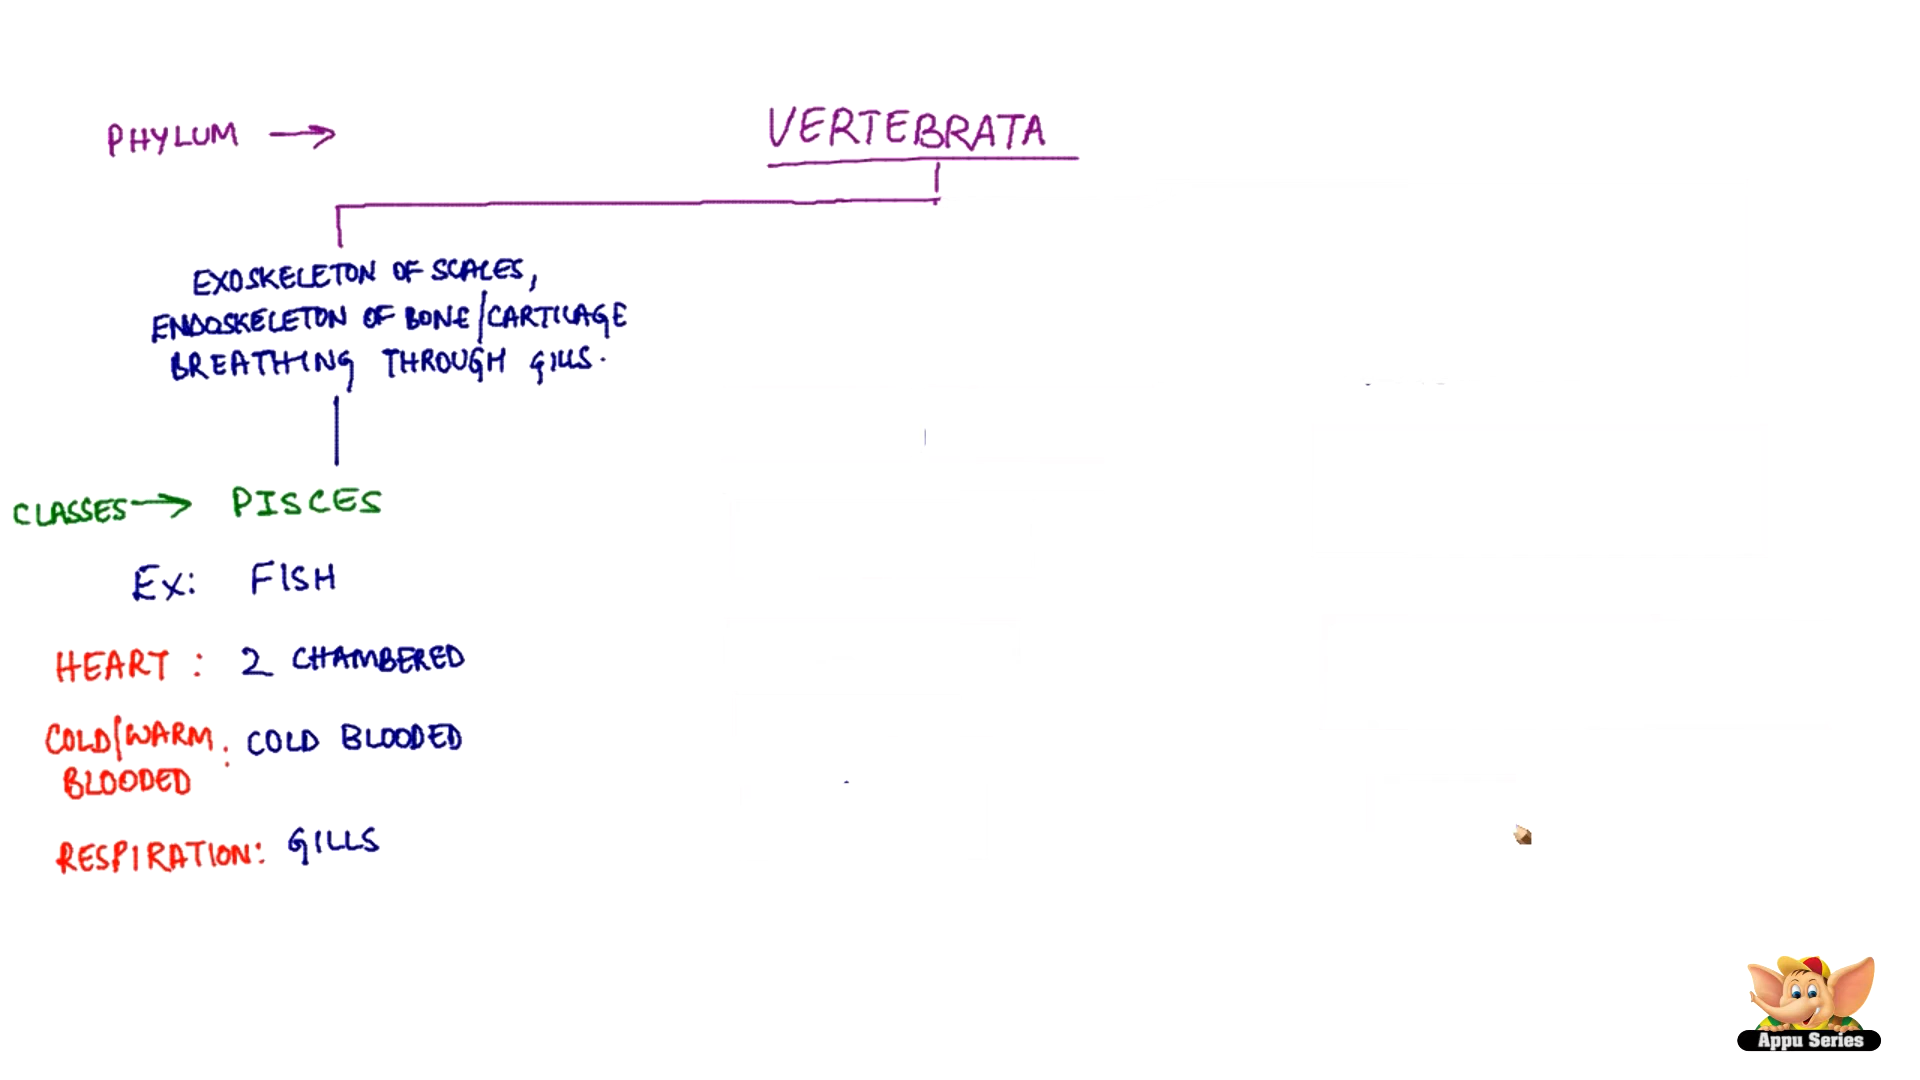 PHYLUM → VERTEBRATA
EXOSKELETON OF SCALES,
ENDOSKELETON OF BONE/CARTILAGE
BREATHING THROUGH GILLS.
CLASSES → PISCES
EX: FISH
HEART : 2 CHAMBERED
COLD/WARM : COLD BLOODED
BLOODED
RESPIRATION: GILLS
Appu Series